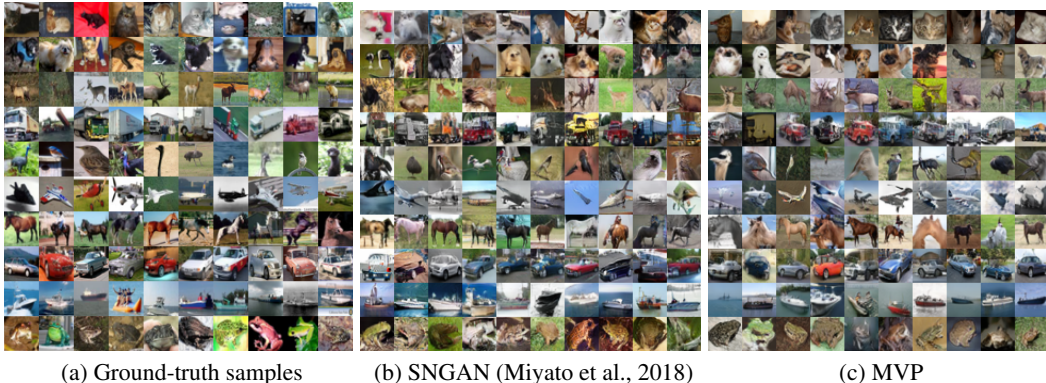 (a) Ground-truth samples
(b) SNGAN (Miyato et al., 2018)
(c) MVP